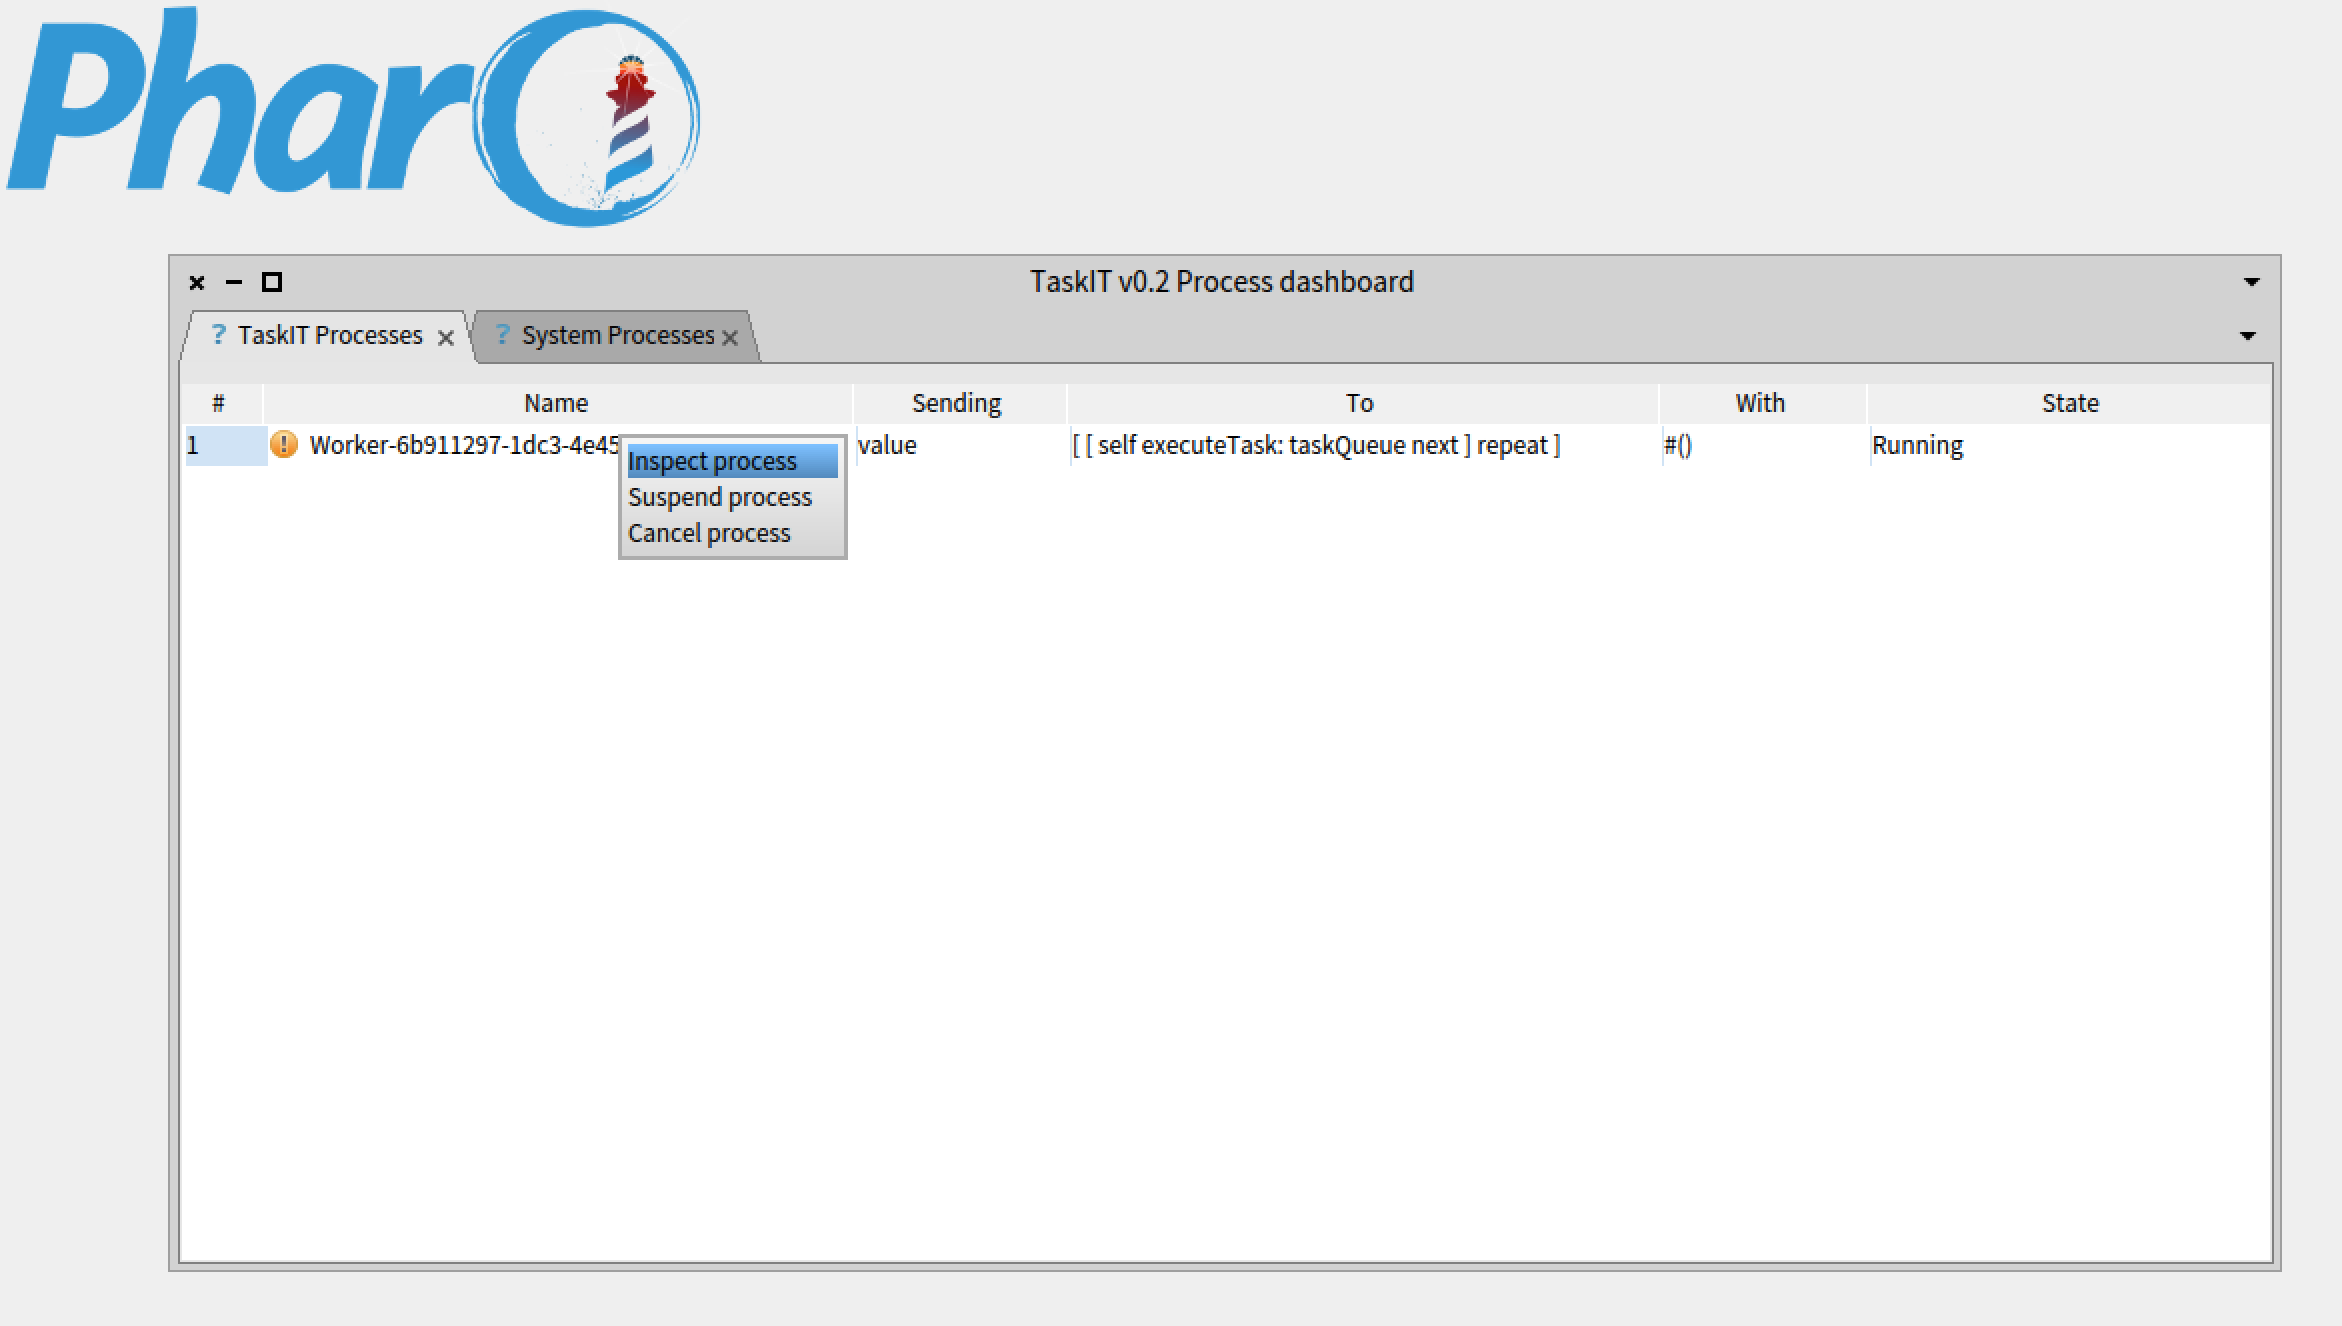 Pharo
TaskIT v0.2 Process dashboard
? TaskIT Processes
? System Processes
# Name Sending To With State
1 Worker-6b911297-1dc3-4e45 value [ [ self executeTask: taskQueue next ] repeat ] #() Running
Inspect process
Suspend process
Cancel process